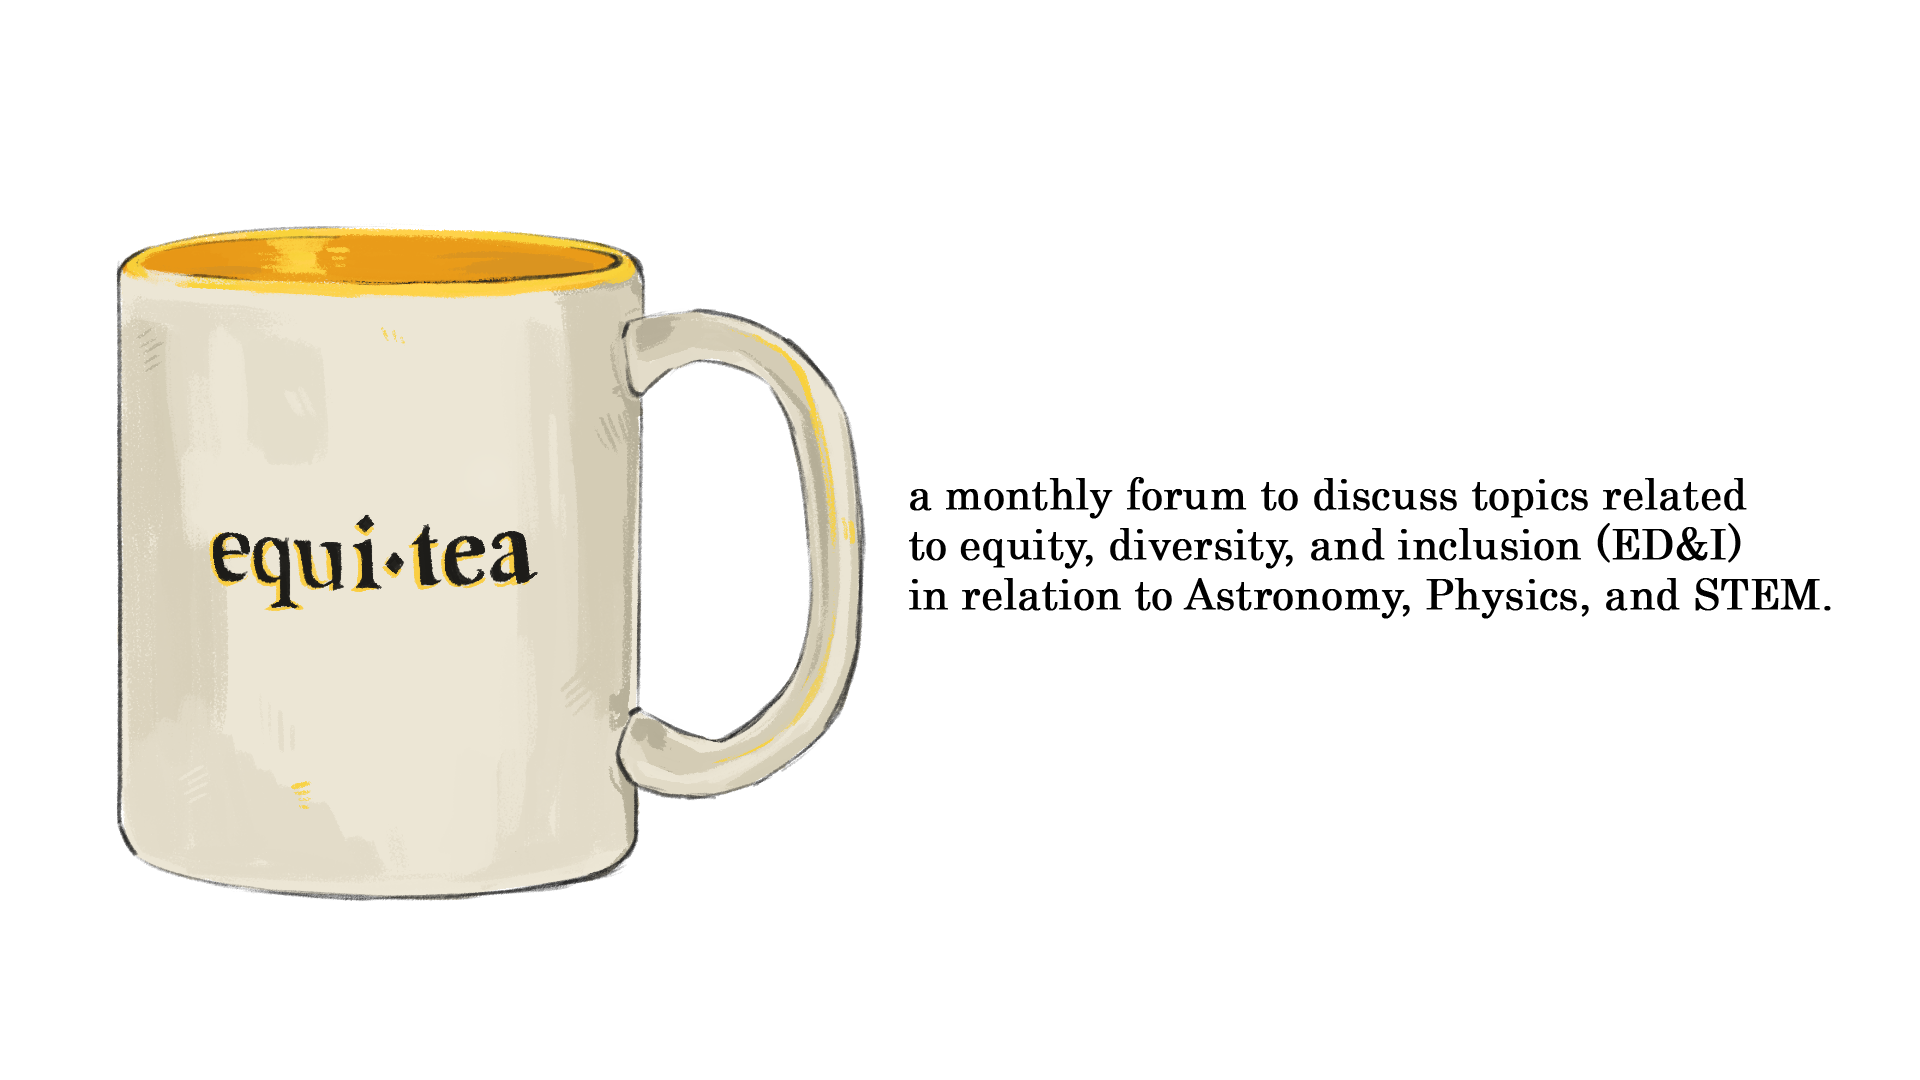 equi⬩tea
a monthly forum to discuss topics related
to equity, diversity, and inclusion (ED&I)
in relation to Astronomy, Physics, and STEM.